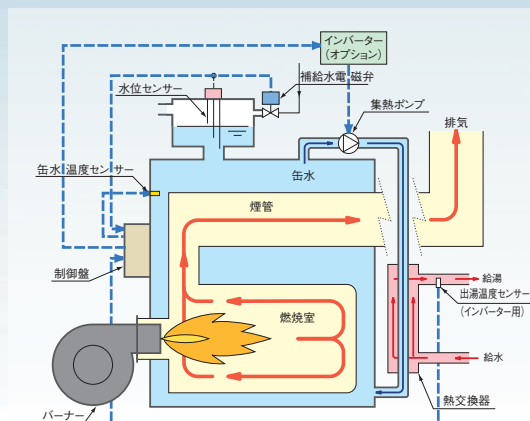 インバーター
(オプション)
水位センサー
補給水電磁弁
集熱ポンプ
排気
缶水温度センサー
缶水
煙管
制御盤
給湯
出湯温度センサー
(インバーター用)
燃焼室
給水
熱交換器
バーナー